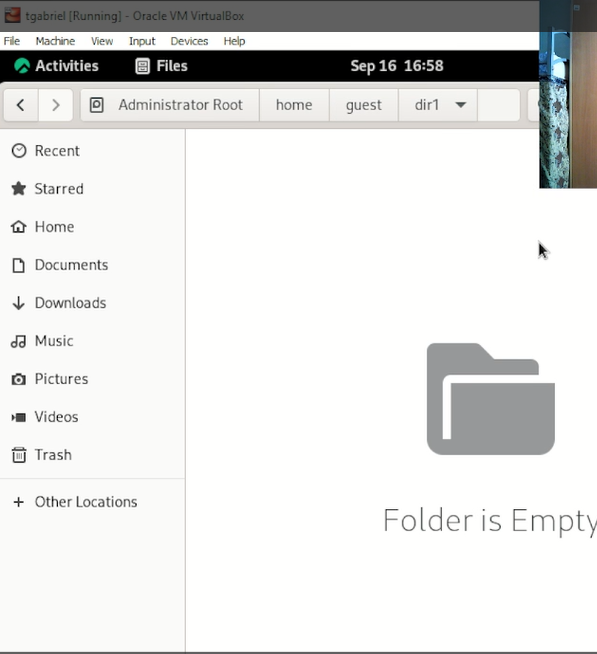 tgabriel [Running] - Oracle VM VirtualBox
File Machine View Input Devices Help
Activities Files Sep 16 16:58
Administrator Root home guest dir1
Recent
Starred
Home
Documents
Downloads
Music
Pictures
Videos
Trash
+ Other Locations
Folder is Empty